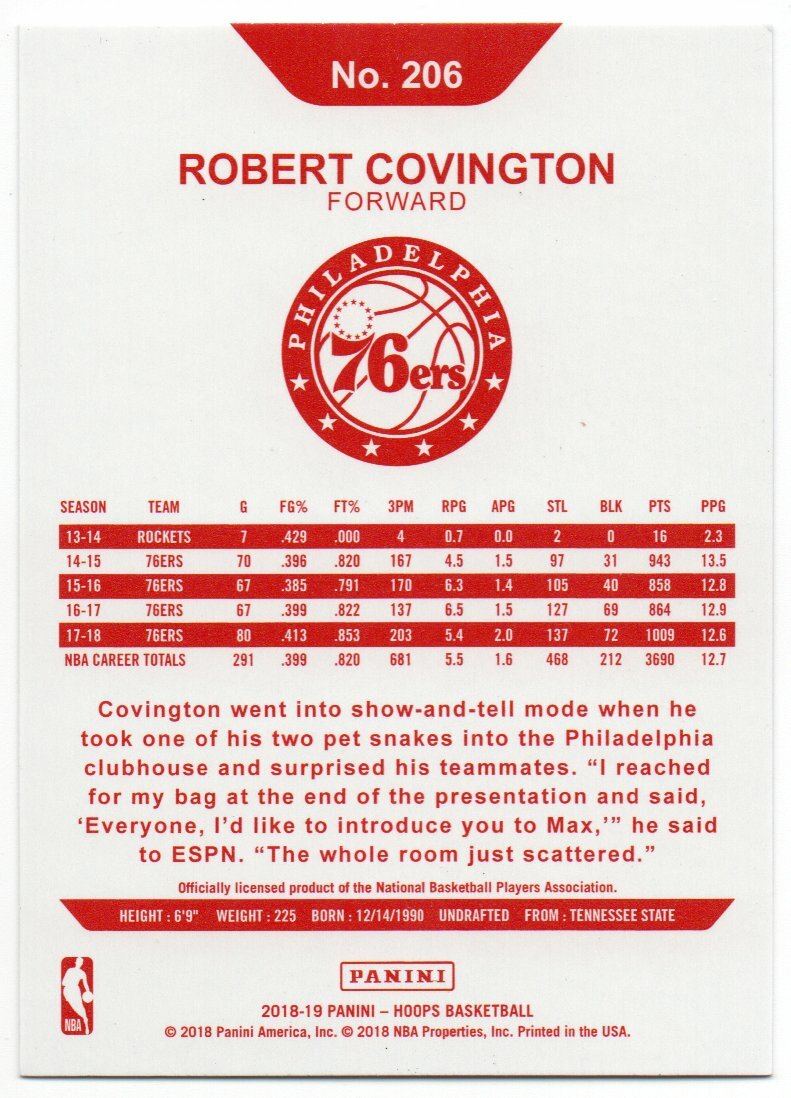 No. 206
ROBERT COVINGTON
FORWARD
PHILADELPHIA
76ers
SEASON TEAM G FG% FT% 3PM RPG APG STL BLK PTS PPG
13-14 ROCKETS 7 .429 .000 4 0.7 0.0 2 0 16 2.3
14-15 76ERS 70 .396 .820 167 4.5 1.5 97 31 943 13.5
15-16 76ERS 67 .385 .791 170 6.3 1.4 105 40 858 12.8
16-17 76ERS 67 .399 .822 137 6.5 1.5 127 69 864 12.9
17-18 76ERS 80 .413 .853 203 5.4 2.0 137 72 1009 12.6
NBA CAREER TOTALS 291 .399 .820 681 5.5 1.6 468 212 3690 12.7
Covington went into show-and-tell mode when he
took one of his two pet snakes into the Philadelphia
clubhouse and surprised his teammates. “I reached
for my bag at the end of the presentation and said,
‘Everyone, I’d like to introduce you to Max,’” he said
to ESPN. “The whole room just scattered.”
Officially licensed product of the National Basketball Players Association.
HEIGHT : 6'9" WEIGHT : 225 BORN : 12/14/1990 UNDRAFTED FROM : TENNESSEE STATE
NBA
PANINI
2018-19 PANINI – HOOPS BASKETBALL
© 2018 Panini America, Inc. © 2018 NBA Properties, Inc. Printed in the USA.